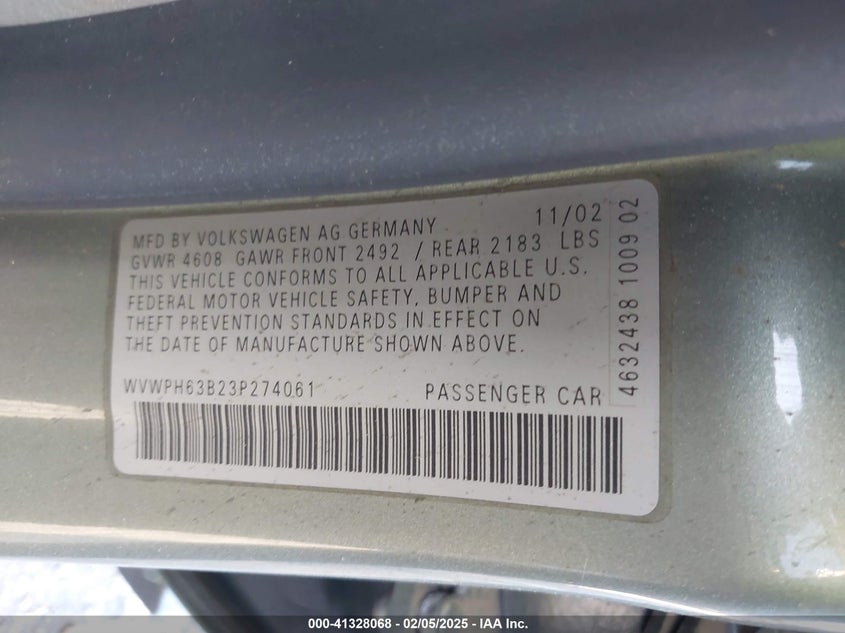 MFD BY VOLKSWAGEN AG GERMANY 11/02
GVWR 4608 GAWR FRONT 2492 / REAR 2183 LBS
THIS VEHICLE CONFORMS TO ALL APPLICABLE U.S.
FEDERAL MOTOR VEHICLE SAFETY, BUMPER AND
THEFT PREVENTION STANDARDS IN EFFECT ON
THE DATE OF MANUFACTURE SHOWN ABOVE.
WVWPH63B23P274061 PASSENGER CAR
4632438 1009 02
000-41328068 - 02/05/2025 - IAA Inc.